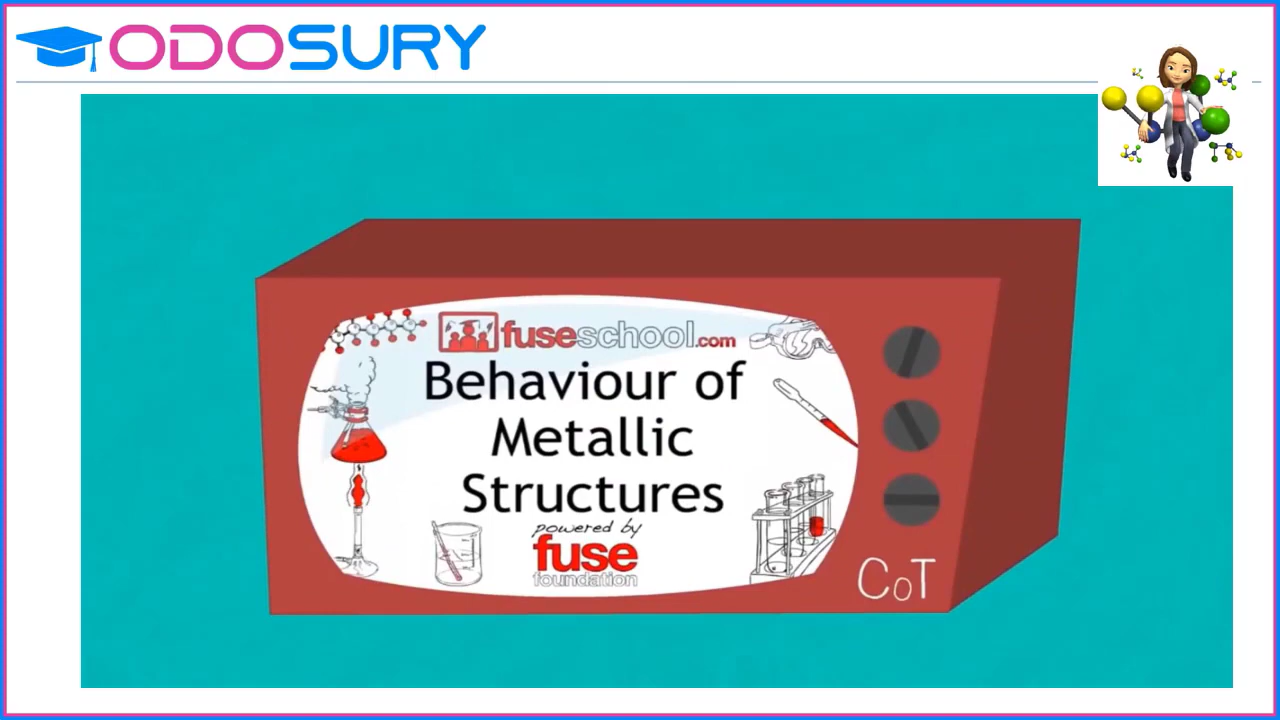 ODOSURY
fuseschool.com
Behaviour of
Metallic
Structures
powered by
fuse
foundation
CoT